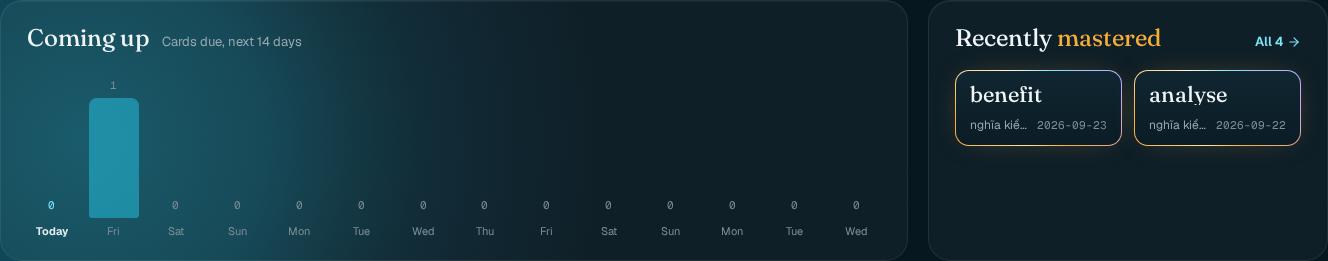 Coming up Cards due, next 14 days
1
0 0 0 0 0 0 0 0 0 0 0 0 0
Today Fri Sat Sun Mon Tue Wed Thu Fri Sat Sun Mon Tue Wed
Recently mastered All 4 →
benefit analyse
nghĩa kiể… 2026-09-23 nghĩa kiể… 2026-09-22